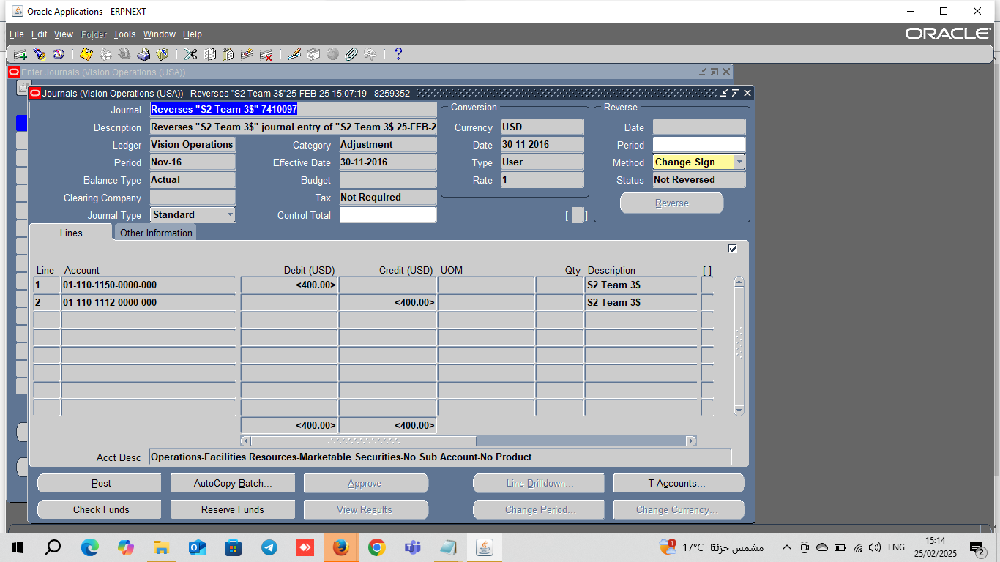 Oracle Applications - ERPNEXT
File Edit View Folder Tools Window Help
ORACLE
Enter Journals (Vision Operations (USA))
Journals (Vision Operations (USA)) - Reverses "S2 Team 3$"25-FEB-25 15:07:19 - 8259352
Journal Reverses "S2 Team 3$" 7410097
Description Reverses "S2 Team 3$" journal entry of "S2 Team 3$ 25-FEB-2
Ledger Vision Operations Category Adjustment
Period Nov-16 Effective Date 30-11-2016
Balance Type Actual Budget
Clearing Company Tax Not Required
Journal Type Standard Control Total
Conversion
Currency USD
Date 30-11-2016
Type User
Rate 1
[ ]
Reverse
Date
Period
Method Change Sign
Status Not Reversed
Reverse
Lines Other Information
Line Account Debit (USD) Credit (USD) UOM Qty Description [ ]
1 01-110-1150-0000-000 <400.00> S2 Team 3$
2 01-110-1112-0000-000 <400.00> S2 Team 3$
<400.00> <400.00>
Acct Desc Operations-Facilities Resources-Marketable Securities-No Sub Account-No Product
Post AutoCopy Batch... Approve Line Drilldown... T Accounts...
Check Funds Reserve Funds View Results Change Period... Change Currency...
1 17°C مشمس جزئيًا ENG 15:14
25/02/2025 2